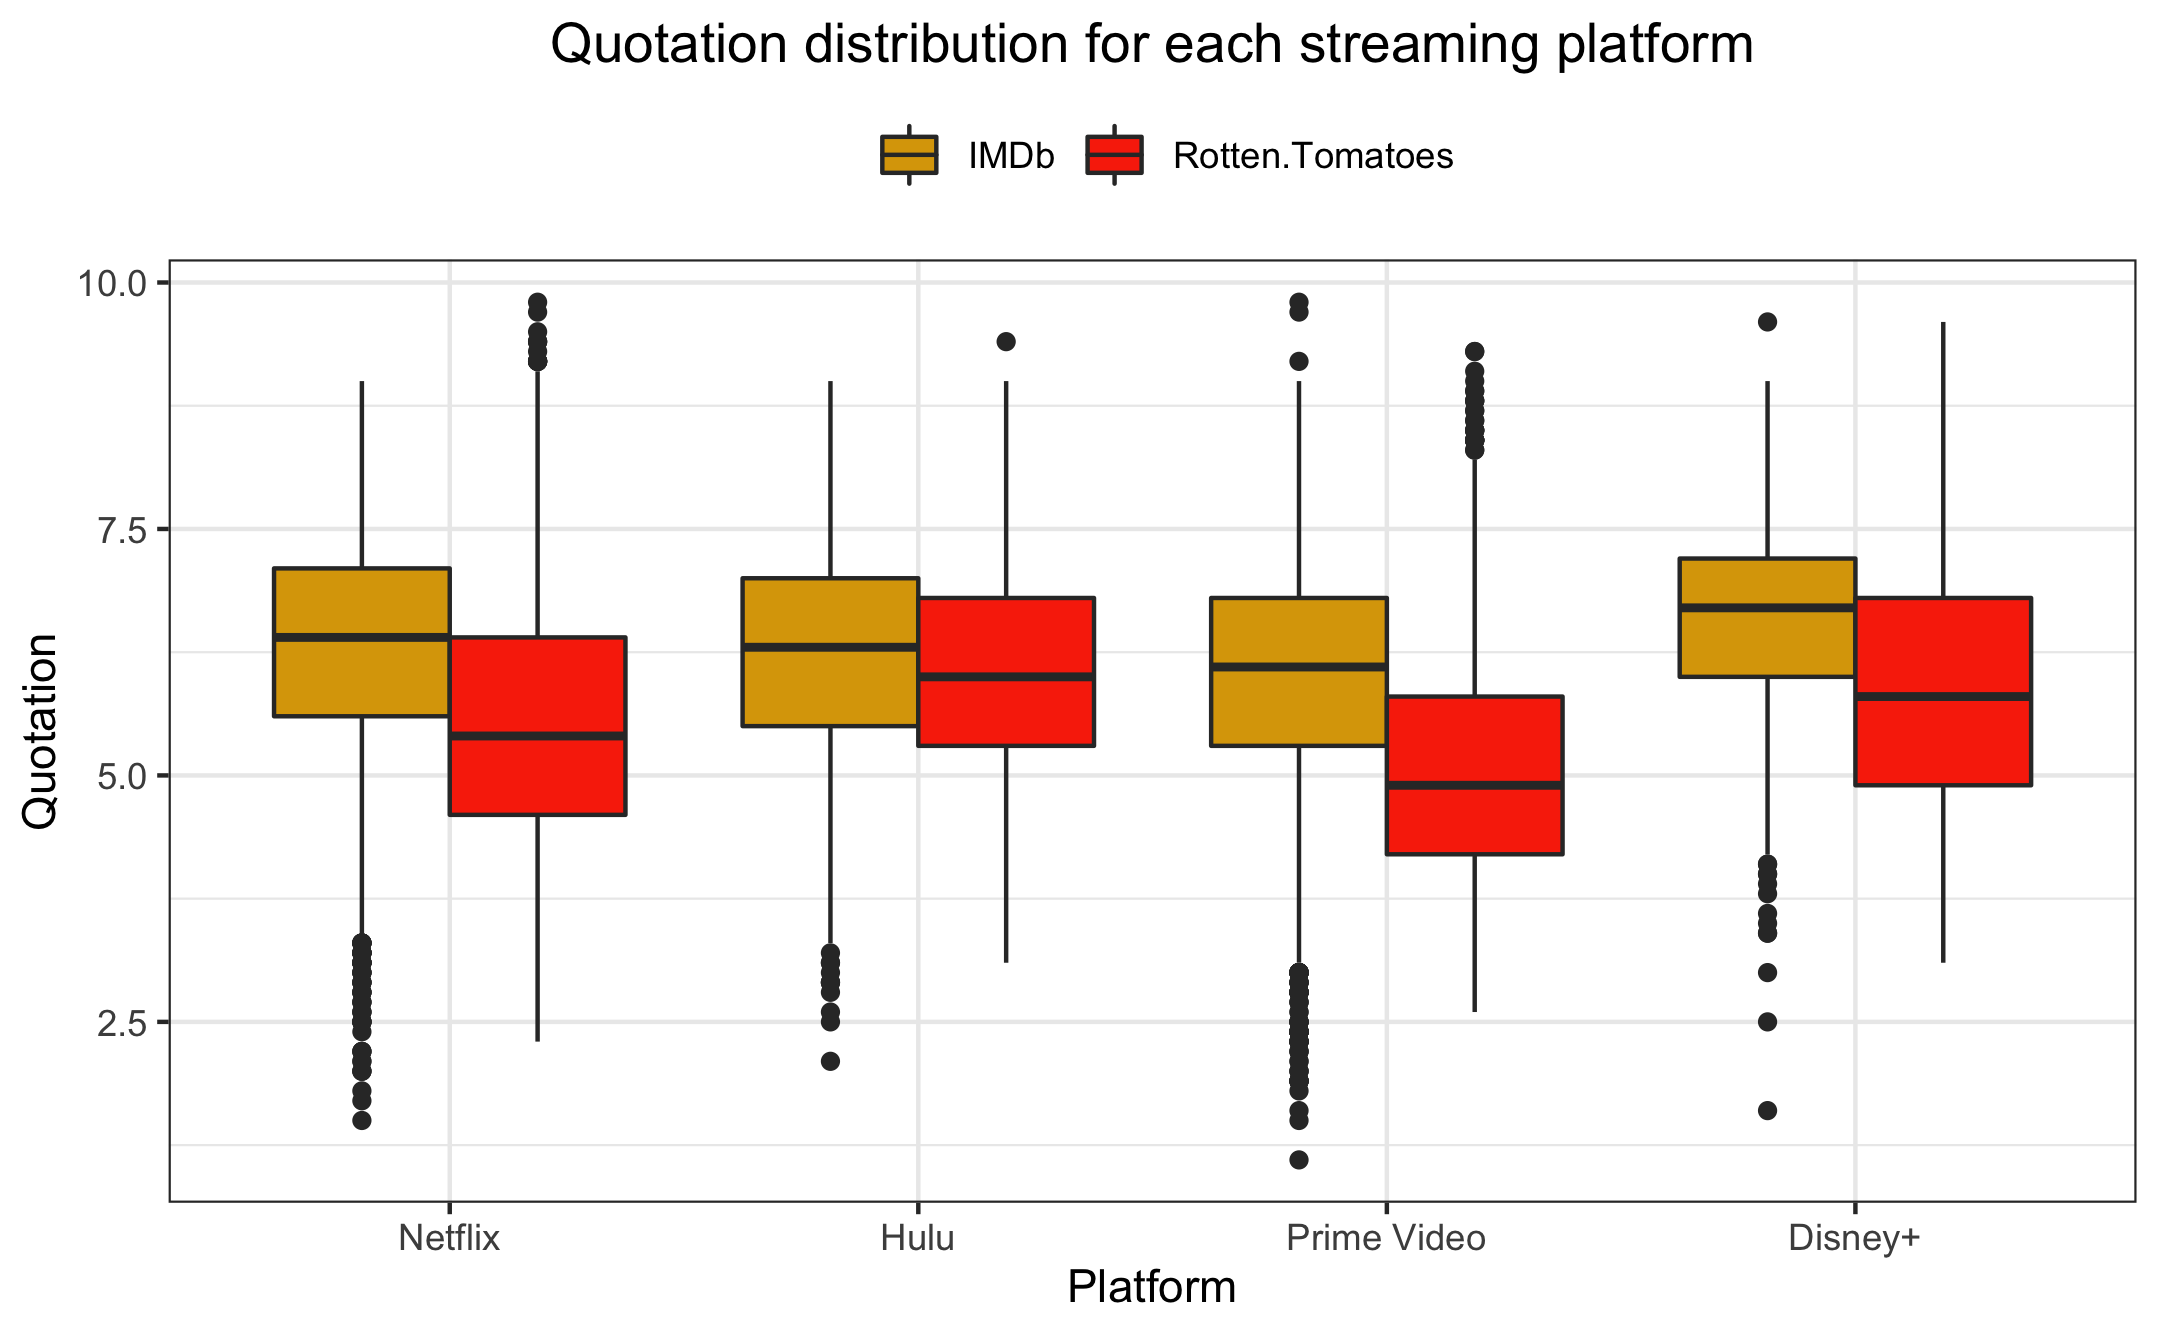 Quotation distribution for each streaming platform
IMDb Rotten.Tomatoes
Quotation
10.0
7.5
5.0
2.5
Netflix Hulu Prime Video Disney+
Platform